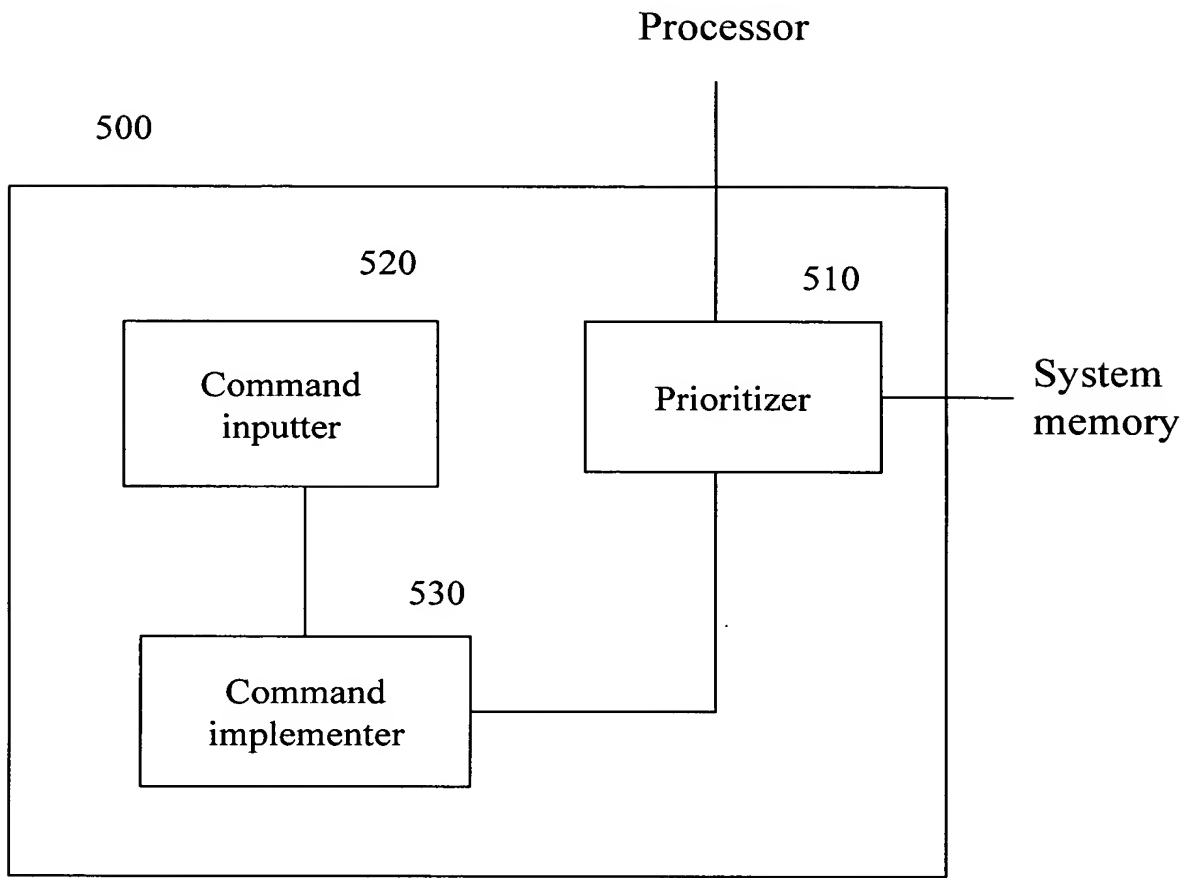 Processor
500
520
510
Command
inputter
Prioritizer
System
memory
530
Command
implementer